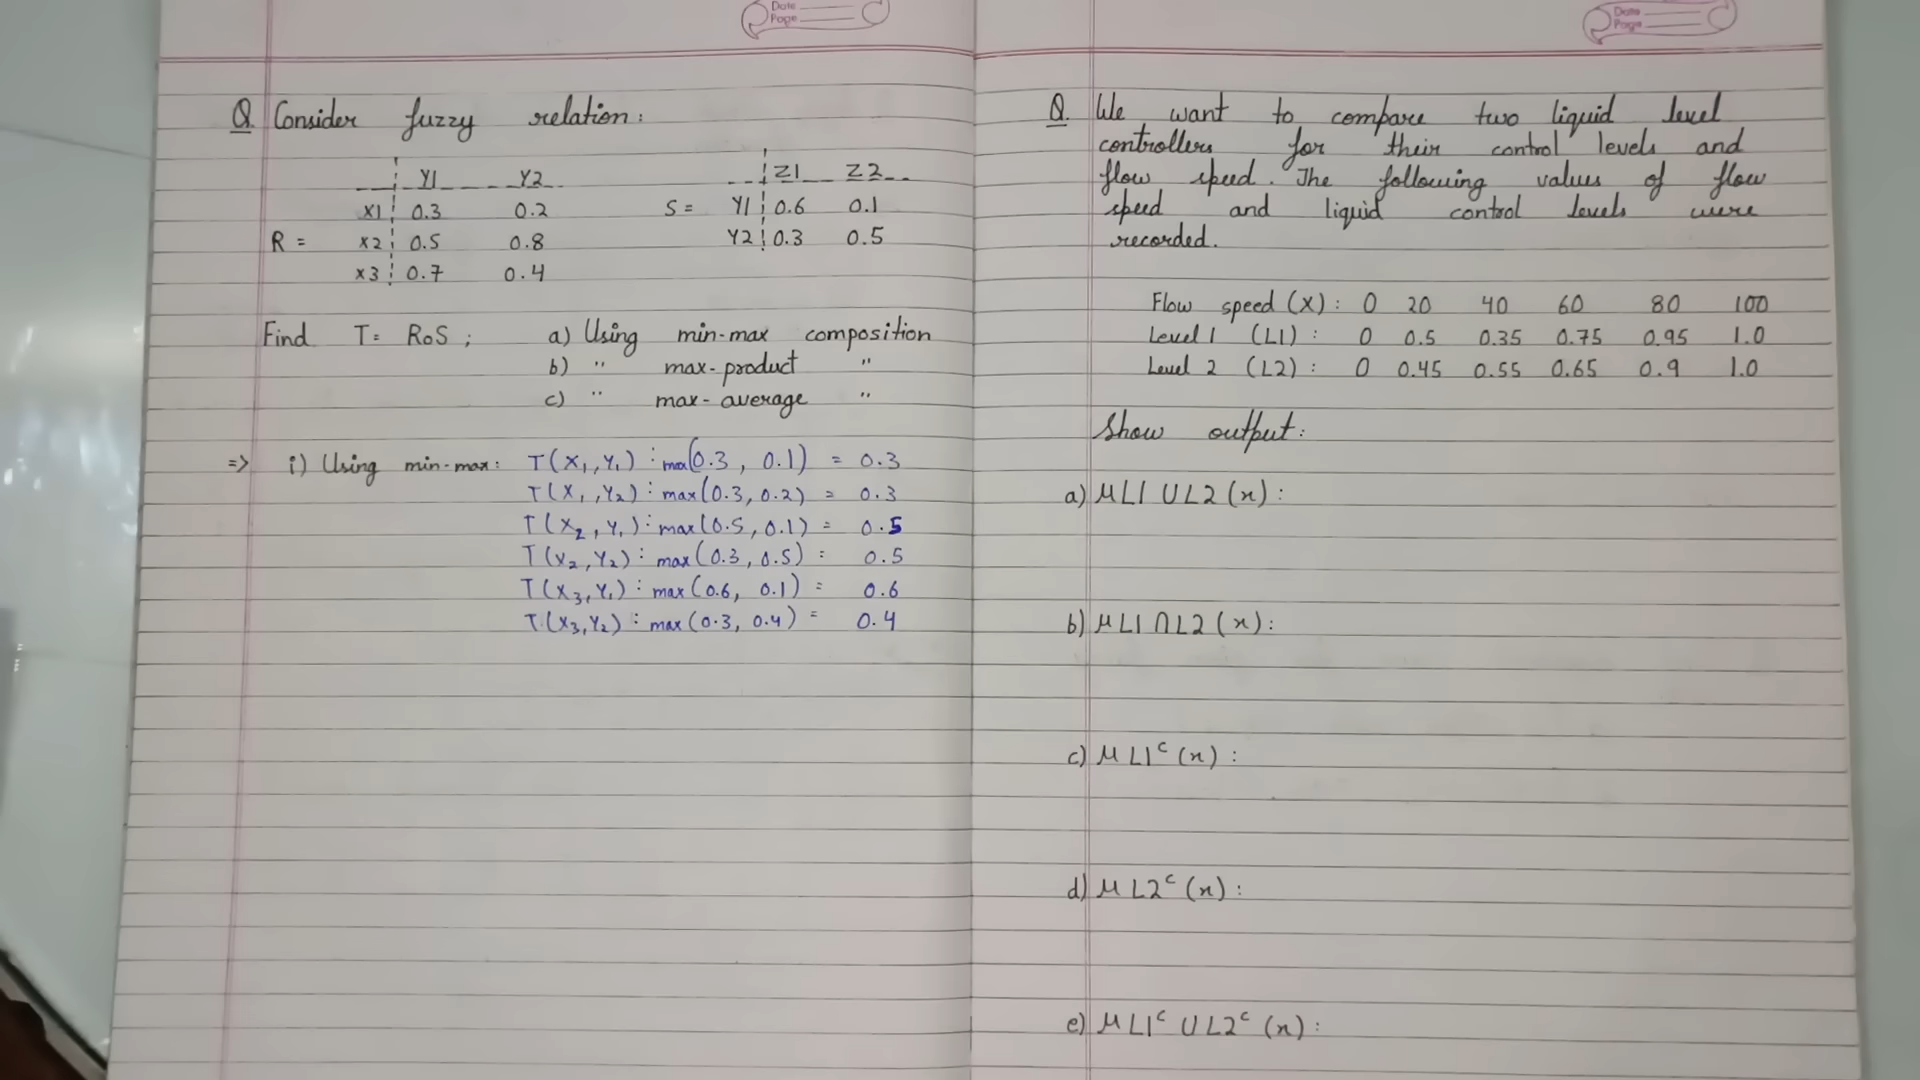 Date
Page
Q. Consider fuzzy relation:
Y1 Y2
X1 0.3 0.2
R = X2 0.5 0.8
X3 0.7 0.4
Z1 Z2
S = Y1 0.6 0.1
Y2 0.3 0.5
Find T = RoS ; a) Using min-max composition
b) " max-product "
c) " max-average "
=> i) Using min-max: T(X1,Y1) : max(0.3, 0.1) = 0.3
T(X1,Y2) : max(0.3, 0.2) = 0.3
T(X2,Y1) : max(0.5, 0.1) = 0.5
T(X2,Y2) : max(0.3, 0.5) = 0.5
T(X3,Y1) : max(0.6, 0.1) = 0.6
T(X3,Y2) : max(0.3, 0.4) = 0.4
Date
Page
Q. We want to compare two liquid level
controllers for their control levels and
flow speed. The following values of flow
speed and liquid control levels were
recorded.
Flow speed (X) : 0 20 40 60 80 100
Level 1 (L1) : 0 0.5 0.35 0.75 0.95 1.0
Level 2 (L2) : 0 0.45 0.55 0.65 0.9 1.0
Show output:
a) μL1 ∪ L2 (x) :
b) μL1 ∩ L2 (x) :
c) μ L1ᶜ (x) :
d) μ L2ᶜ (x) :
e) μ L1ᶜ ∪ L2ᶜ (x) :